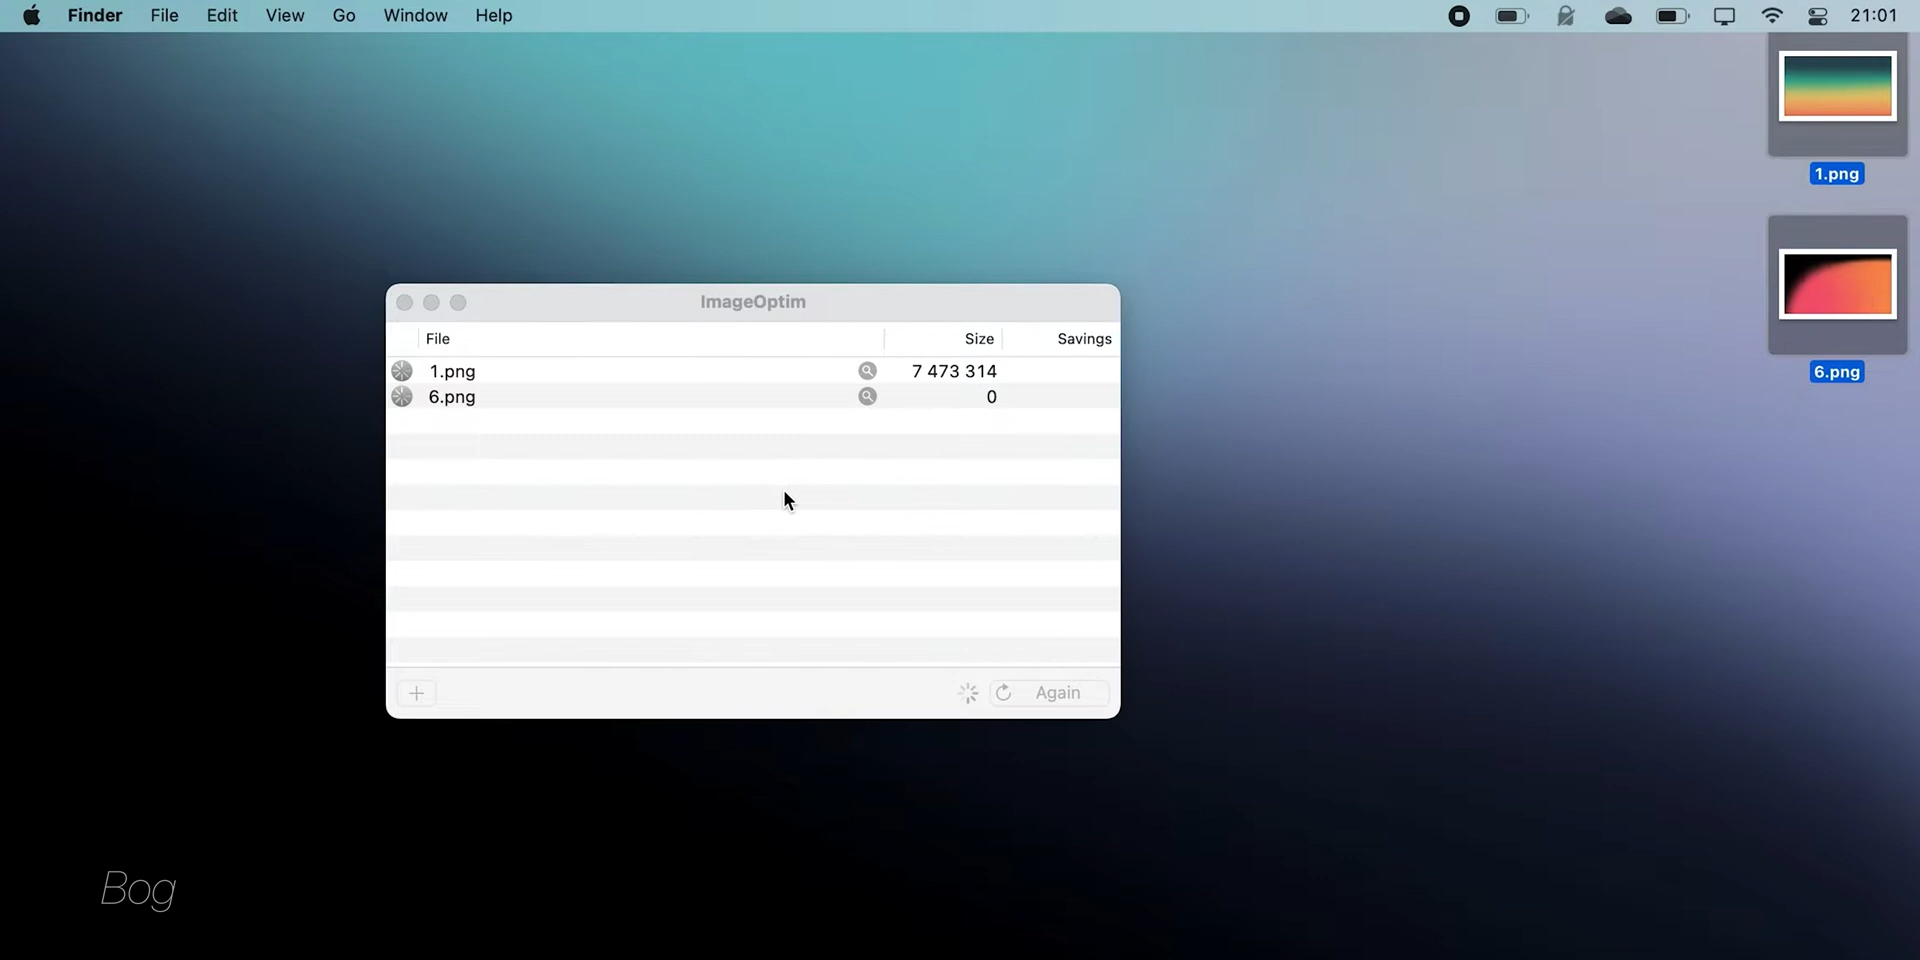 Finder File Edit View Go Window Help 21:01
1.png
6.png
ImageOptim
File Size Savings
1.png 7 473 314
6.png 0
Again
Bog